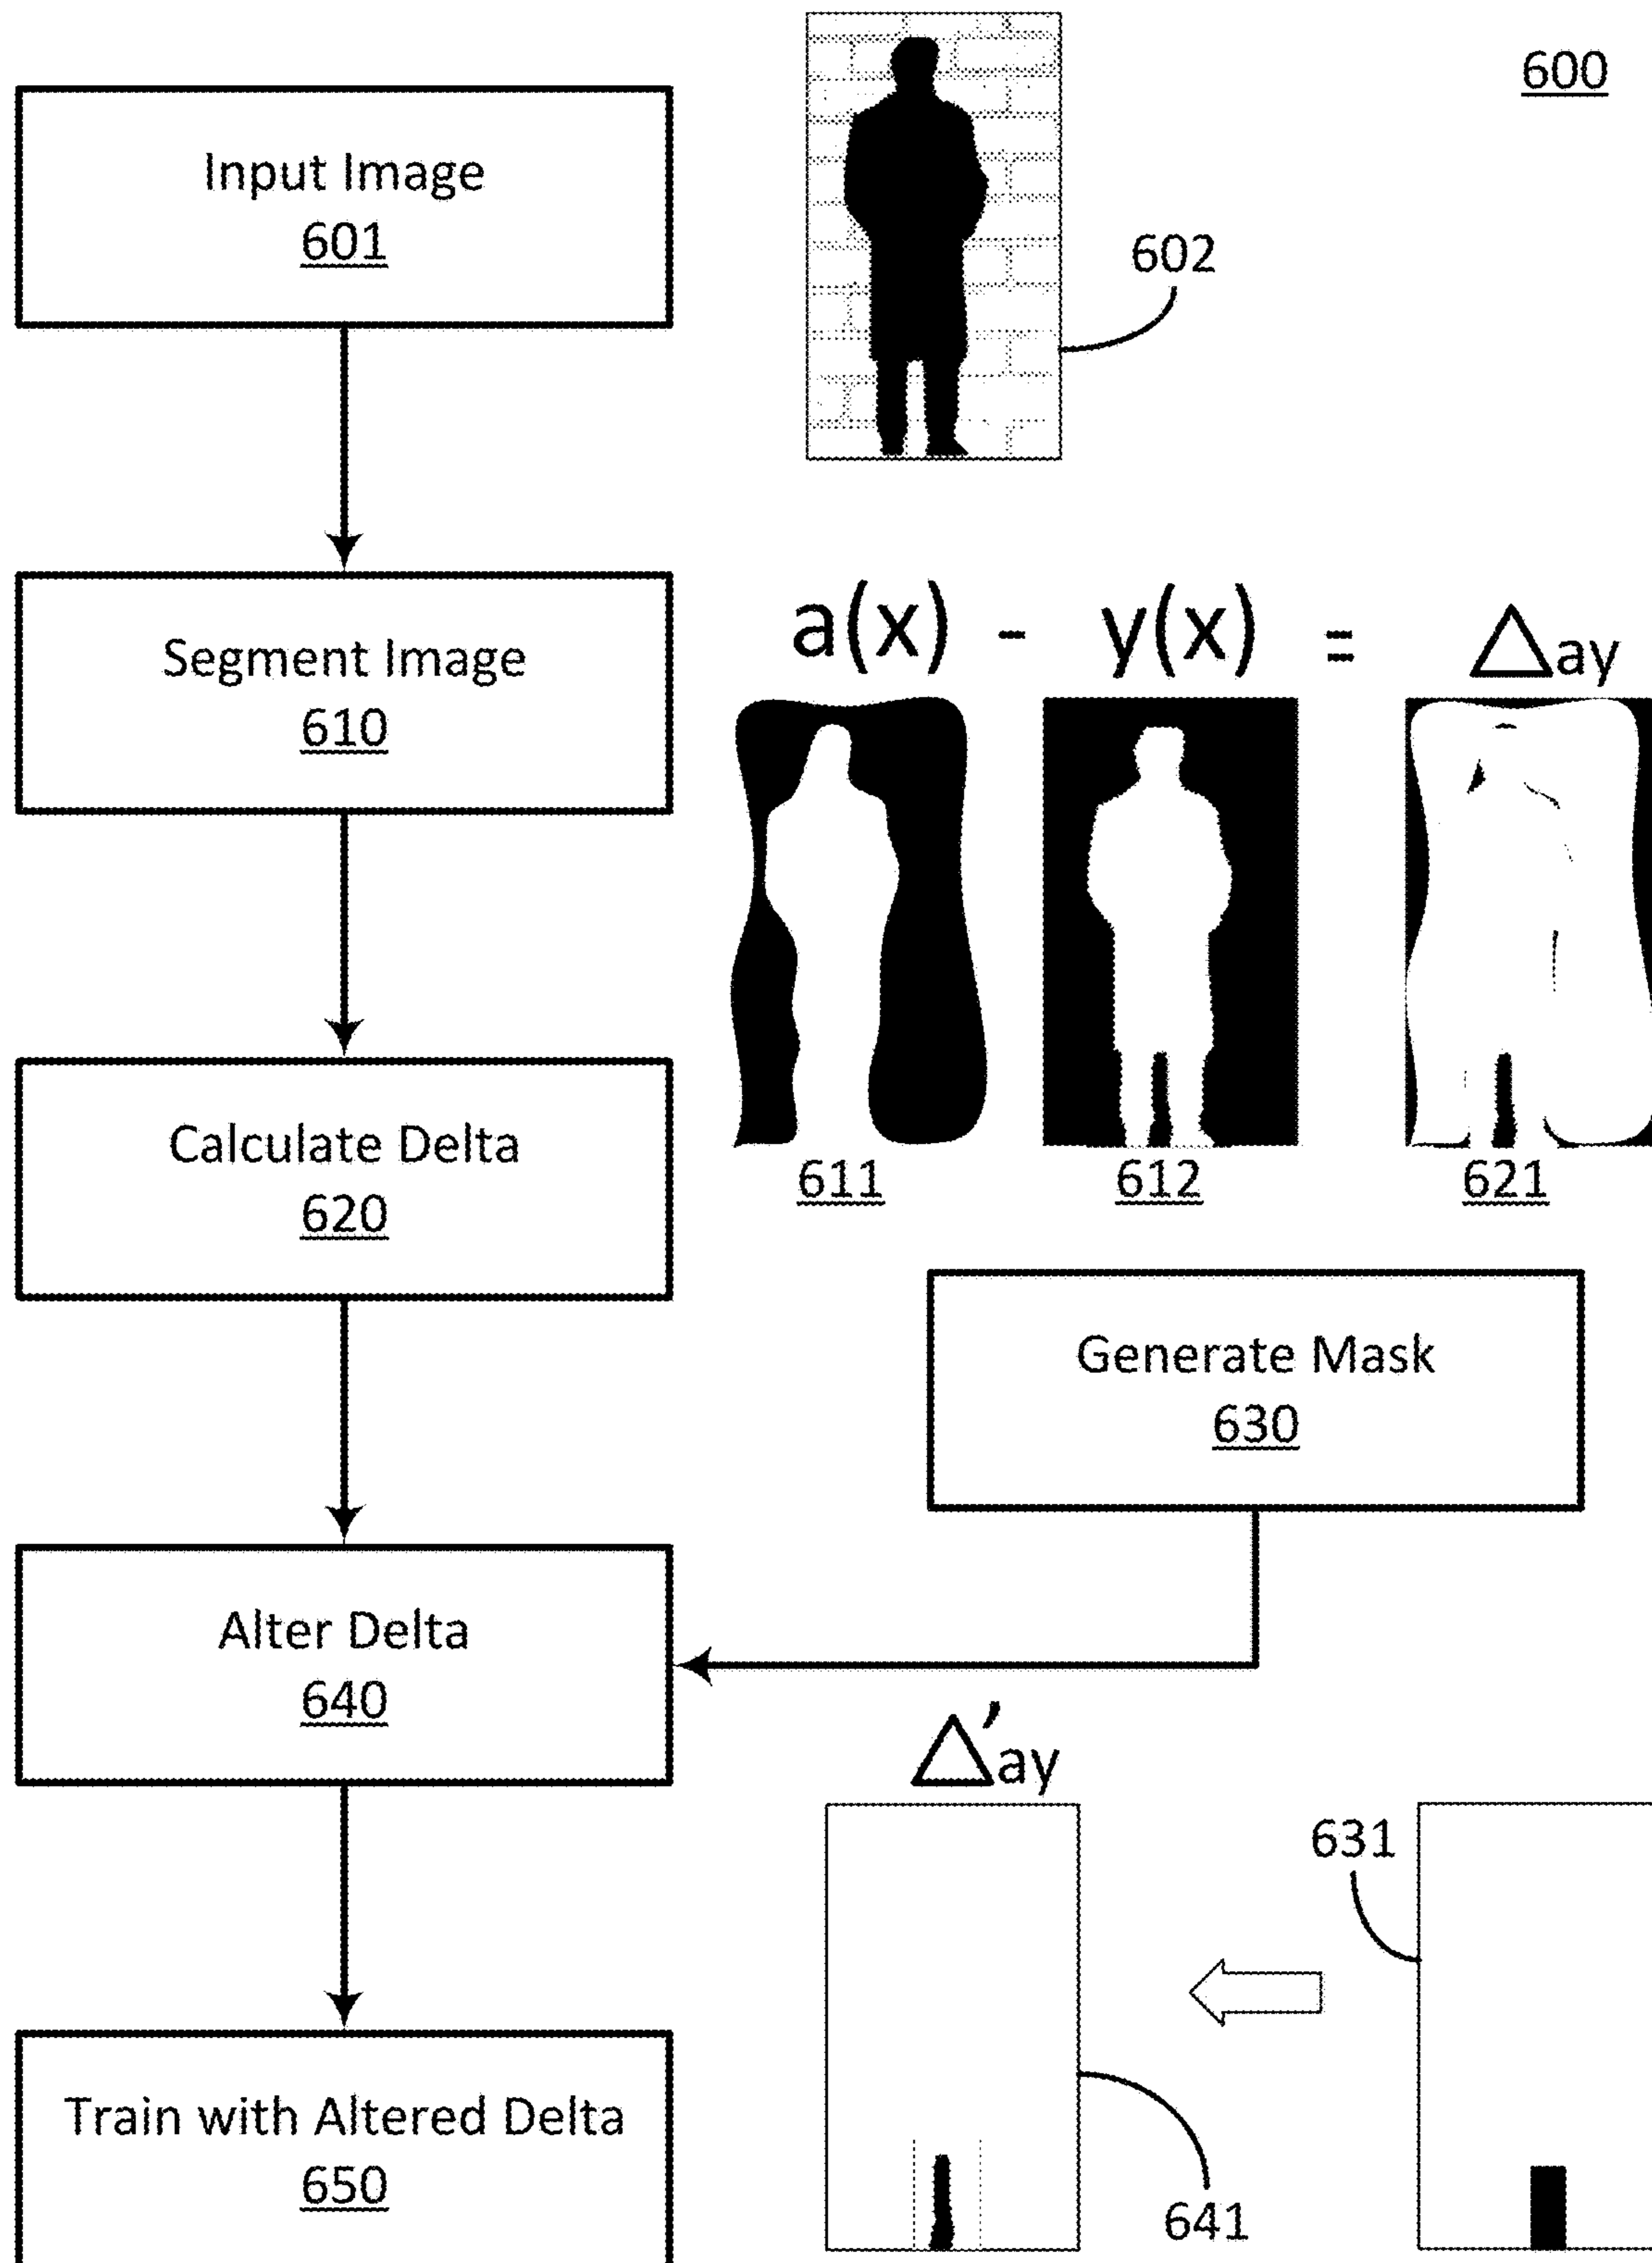 600
Input Image
601
602
Segment Image
610
a(x) - y(x) = △ay
611 612 621
Calculate Delta
620
Generate Mask
630
Alter Delta
640
△'ay
631
641
Train with Altered Delta
650